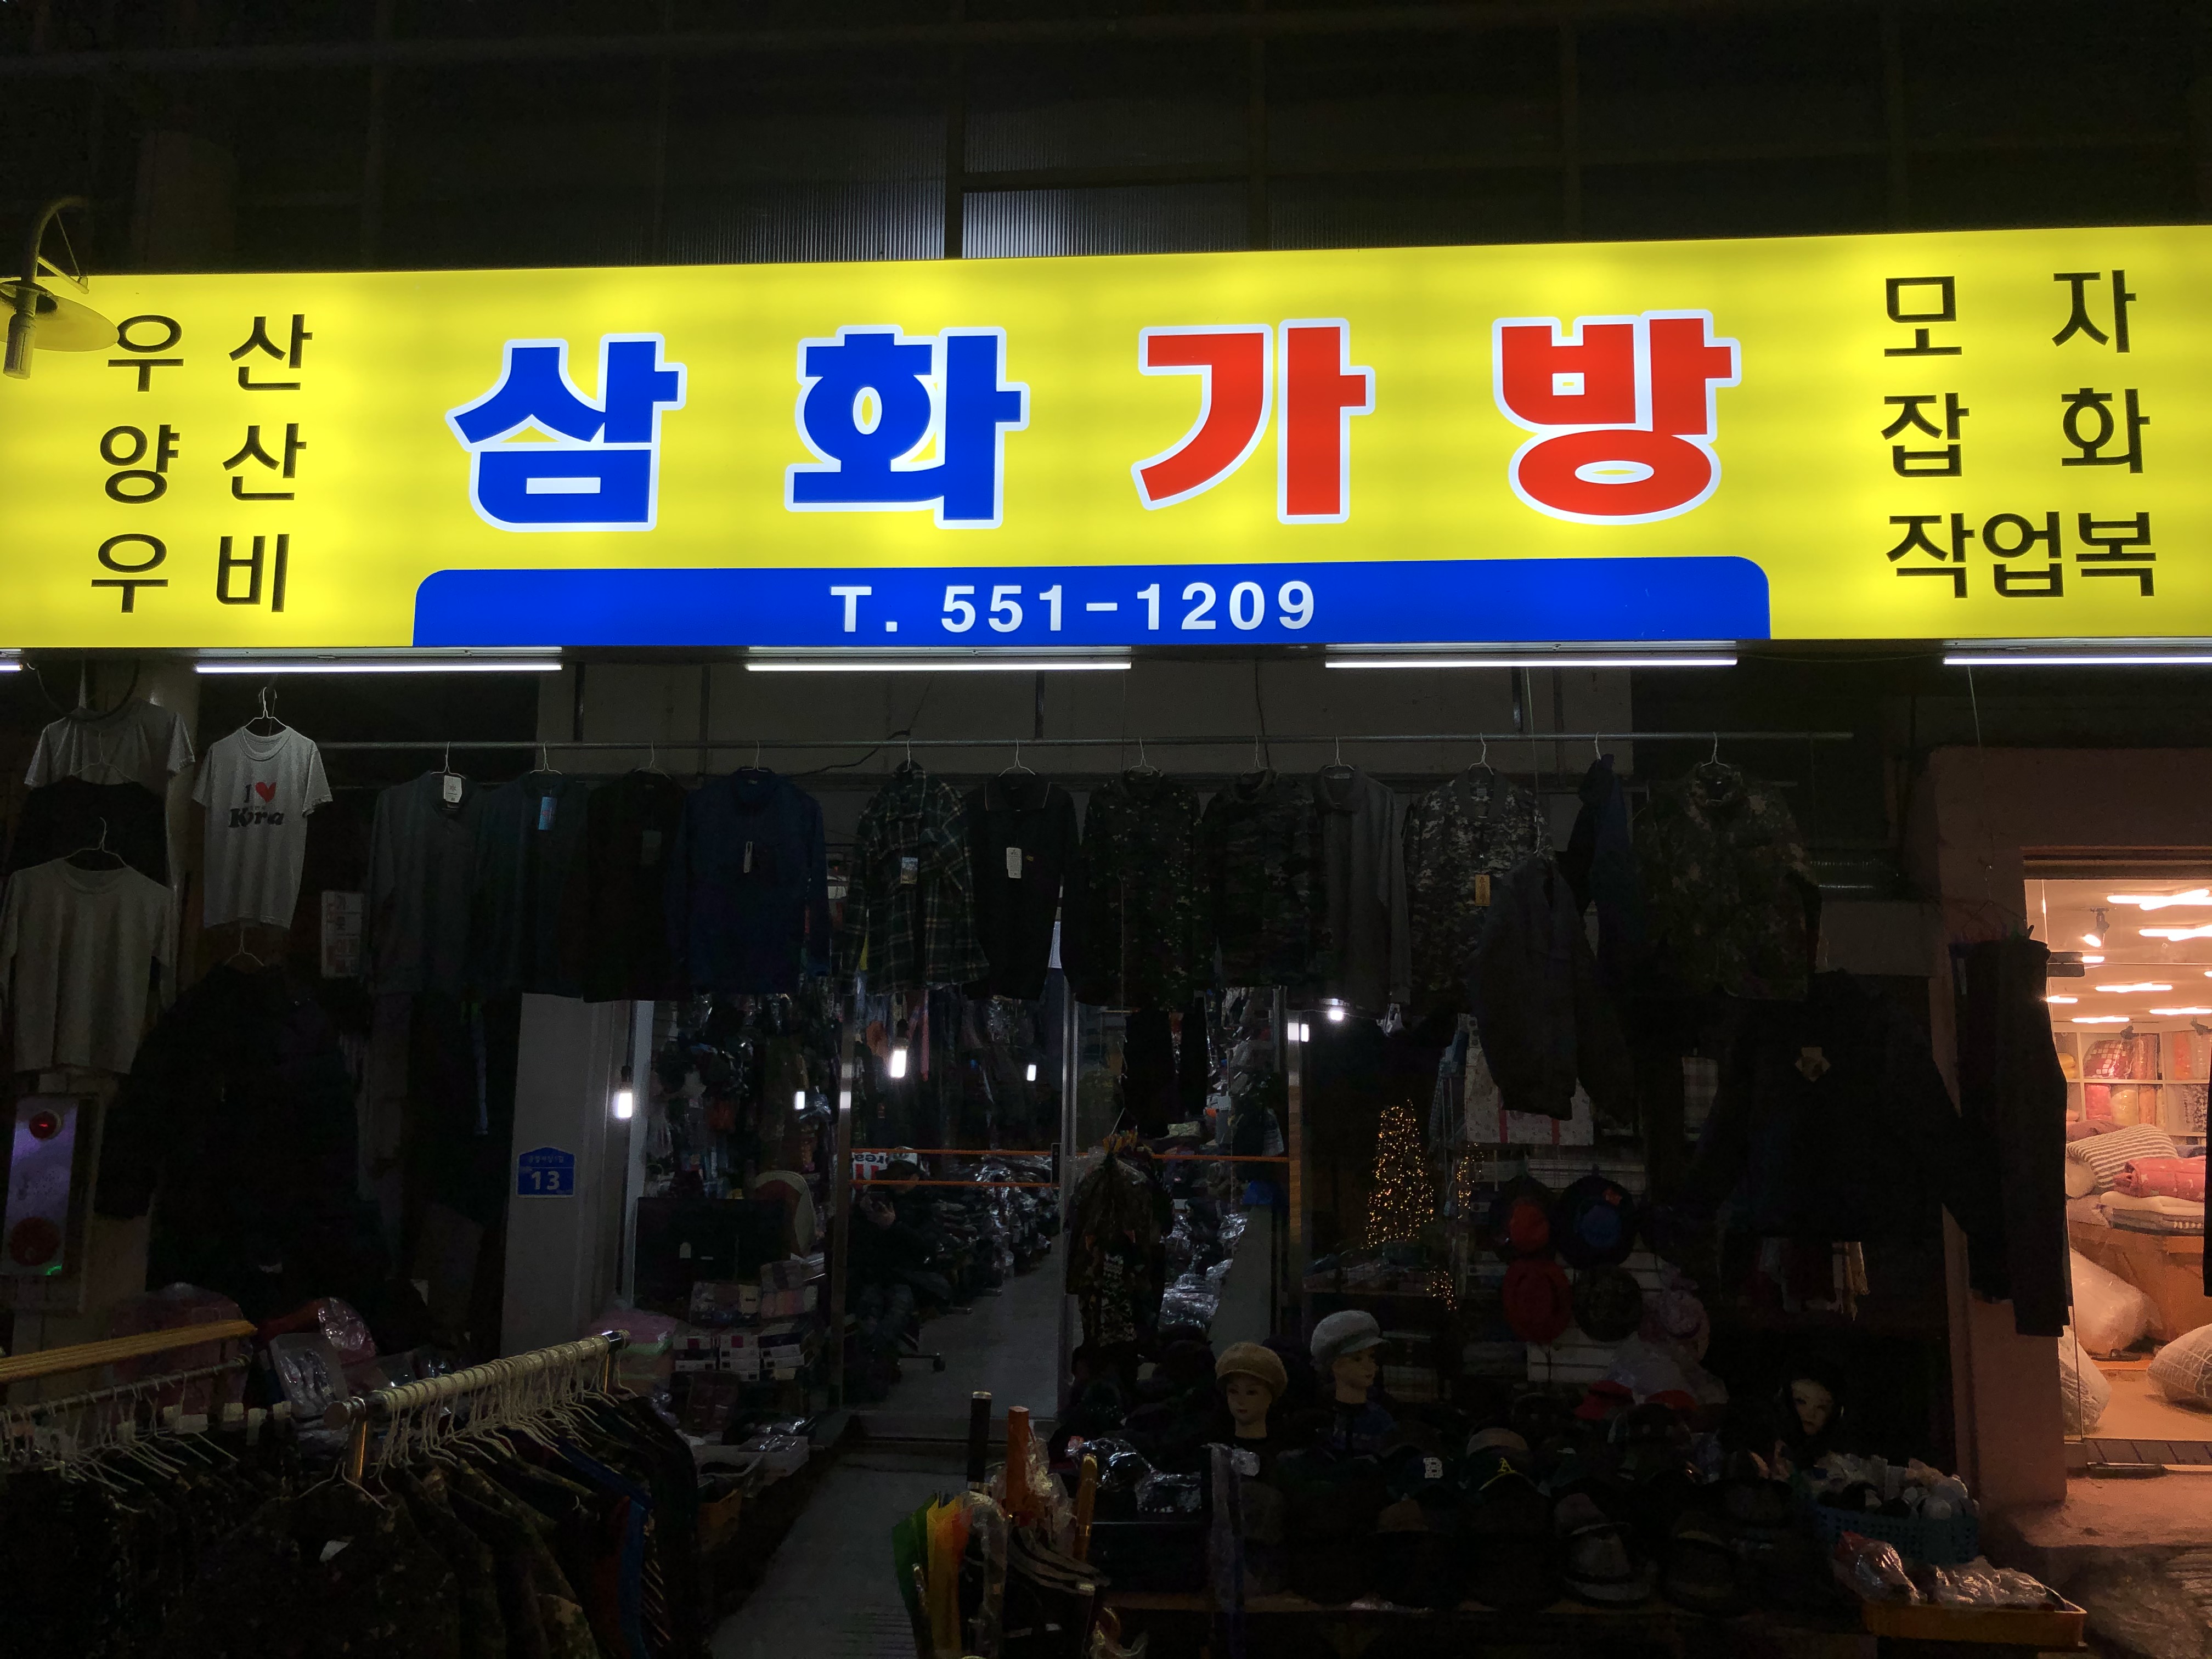 우산
양산
우비
삼화가방
T. 551-1209
모자
잡화
작업복
I ❤
Korea
13
B
A